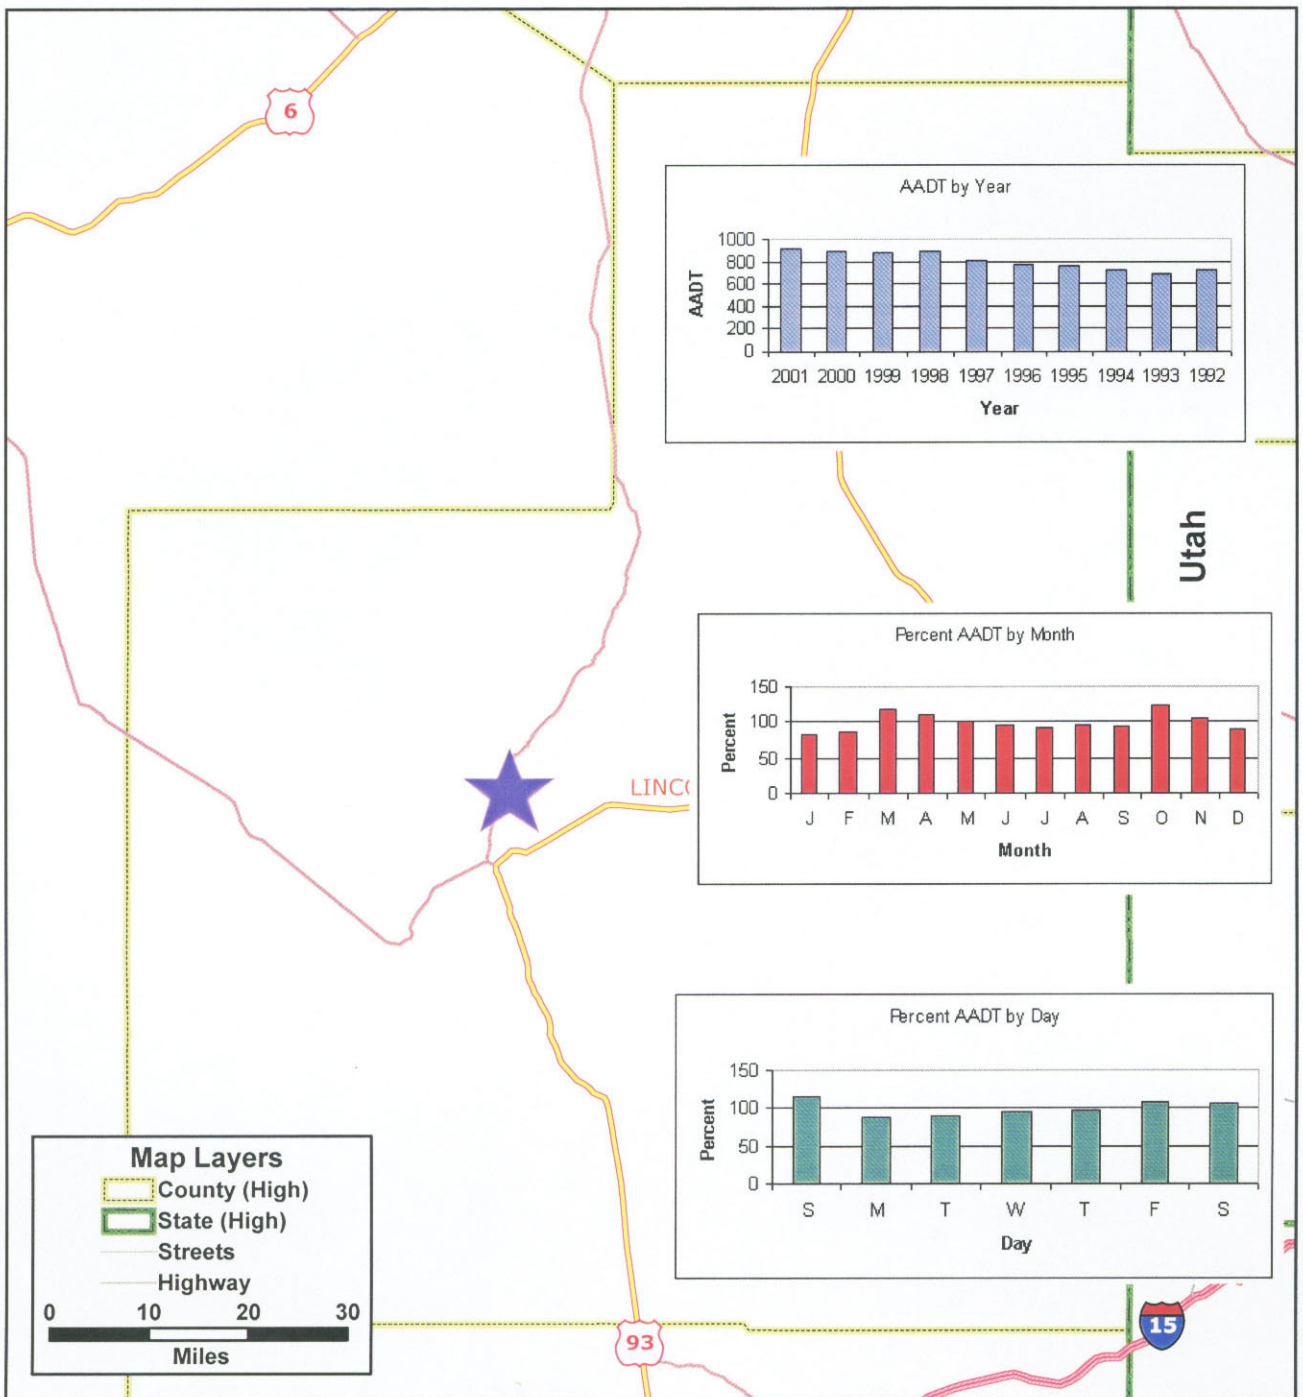 6
AADT by Year
AADT
1000
800
600
400
200
0
2001 2000 1999 1998 1997 1996 1995 1994 1993 1992
Year
Utah
Percent AADT by Month
Percent
150
100
50
0
J F M A M J J A S O N D
Month
LINC
Percent AADT by Day
Percent
150
100
50
0
S M T W T F S
Day
Map Layers
County (High)
State (High)
Streets
Highway
0 10 20 30
Miles
93
15